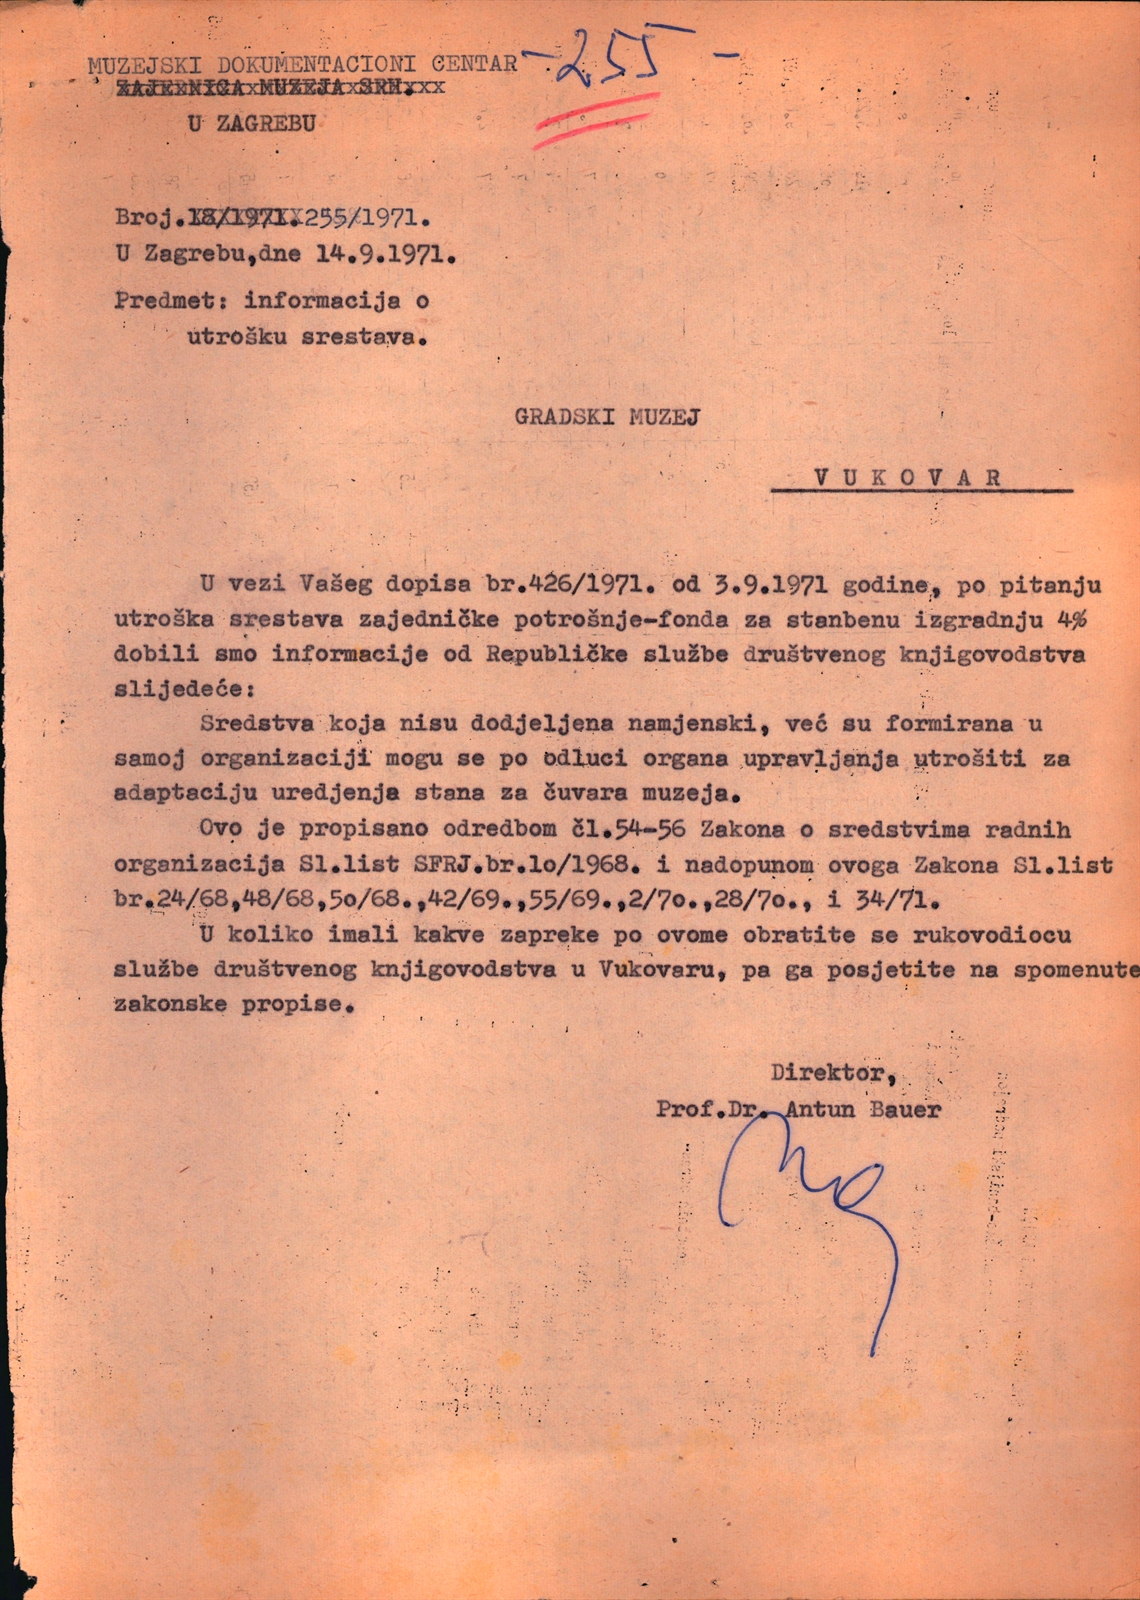 MUZEJSKI DOKUMENTACIONI CENTAR
- 255 -
ZAJEDNICA MUZEJA SRH.
U ZAGREBU
Broj.18/1971.255/1971.
U Zagrebu,dne 14.9.1971.
Predmet: informacija o
utrošku srestava.
GRADSKI MUZEJ
V U K O V A R
U vezi Vašeg dopisa br.426/1971. od 3.9.1971 godine, po pitanju
utroška srestava zajedničke potrošnje-fonda za stanbenu izgradnju 4%
dobili smo informacije od Republičke službe društvenog knjigovodstva
slijedeće:
Sredstva koja nisu dodjeljena namjenski, već su formirana u
samoj organizaciji mogu se po odluci organa upravljanja utrošiti za
adaptaciju uredjenja stana za čuvara muzeja.
Ovo je propisano odredbom čl.54-56 Zakona o sredstvima radnih
organizacija Sl.list SFRJ.br.lo/1968. i nadopunom ovoga Zakona Sl.list
br.24/68,48/68,5o/68.,42/69.,55/69.,2/7o.,28/7o., i 34/71.
U koliko imali kakve zapreke po ovome obratite se rukovodiocu
službe društvenog knjigovodstva u Vukovaru, pa ga posjetite na spomenute
zakonske propise.
Direktor,
Prof.Dr. Antun Bauer